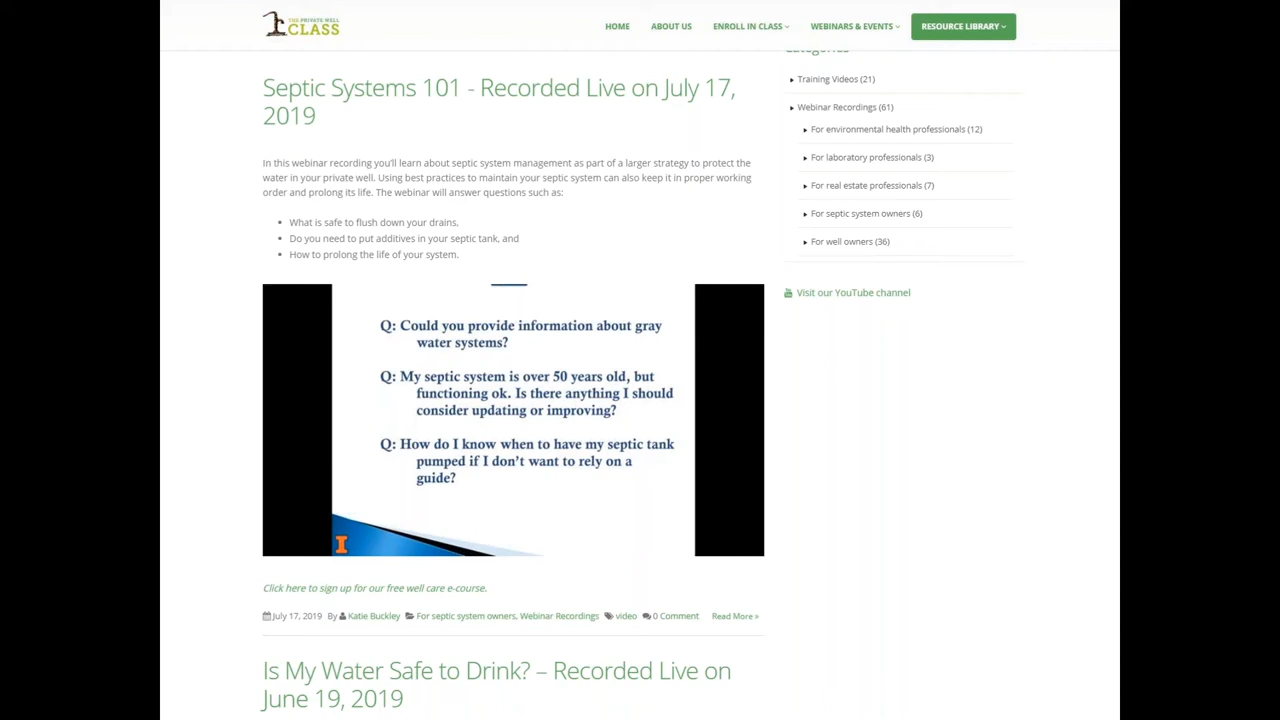 THE PRIVATE WELL
CLASS
HOME
ABOUT US
ENROLL IN CLASS
WEBINARS & EVENTS
RESOURCE LIBRARY
Septic Systems 101 - Recorded Live on July 17,
2019
In this webinar recording you'll learn about septic system management as part of a larger strategy to protect the
water in your private well. Using best practices to maintain your septic system can also keep it in proper working
order and prolong its life. The webinar will answer questions such as:
What is safe to flush down your drains,
Do you need to put additives in your septic tank, and
How to prolong the life of your system.
Q: Could you provide information about gray
water systems?
Q: My septic system is over 50 years old, but
functioning ok. Is there anything I should
consider updating or improving?
Q: How do I know when to have my septic tank
pumped if I don't want to rely on a
guide?
I
Click here to sign up for our free well care e-course.
July 17, 2019 By Katie Buckley For septic system owners, Webinar Recordings video 0 Comment Read More »
Is My Water Safe to Drink? – Recorded Live on
June 19, 2019
Categories
Training Videos (21)
Webinar Recordings (61)
For environmental health professionals (12)
For laboratory professionals (3)
For real estate professionals (7)
For septic system owners (6)
For well owners (36)
Visit our YouTube channel